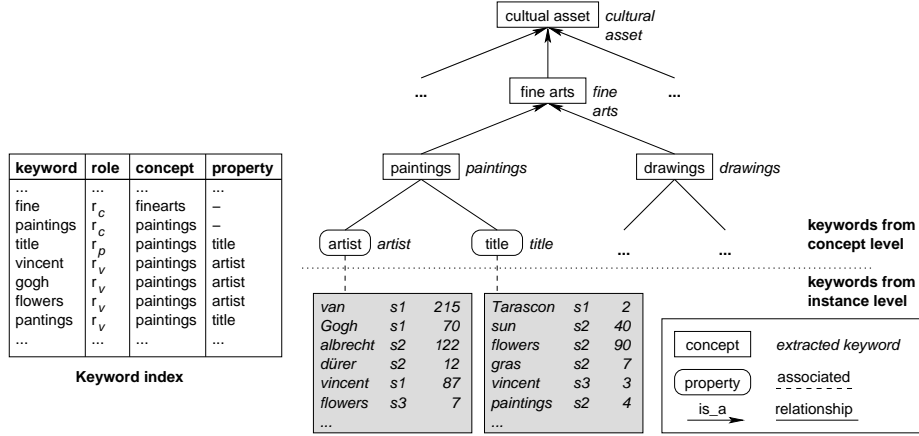 cultual asset cultural asset
... fine arts fine arts ...
paintings paintings drawings drawings
artist artist title title ... ...
keywords from concept level
keywords from instance level
keyword role concept property
... ... ... ...
fine r_c finearts –
paintings r_c paintings –
title r_p paintings title
vincent r_v paintings artist
gogh r_v paintings artist
flowers r_v paintings artist
pantings r_v paintings title
... ... ... ...
Keyword index
van s1 215
Gogh s1 70
albrecht s2 122
dürer s2 12
vincent s1 87
flowers s3 7
...
Tarascon s1 2
sun s2 40
flowers s2 90
gras s2 7
vincent s3 3
paintings s2 4
...
concept extracted keyword
property associated
is_a relationship